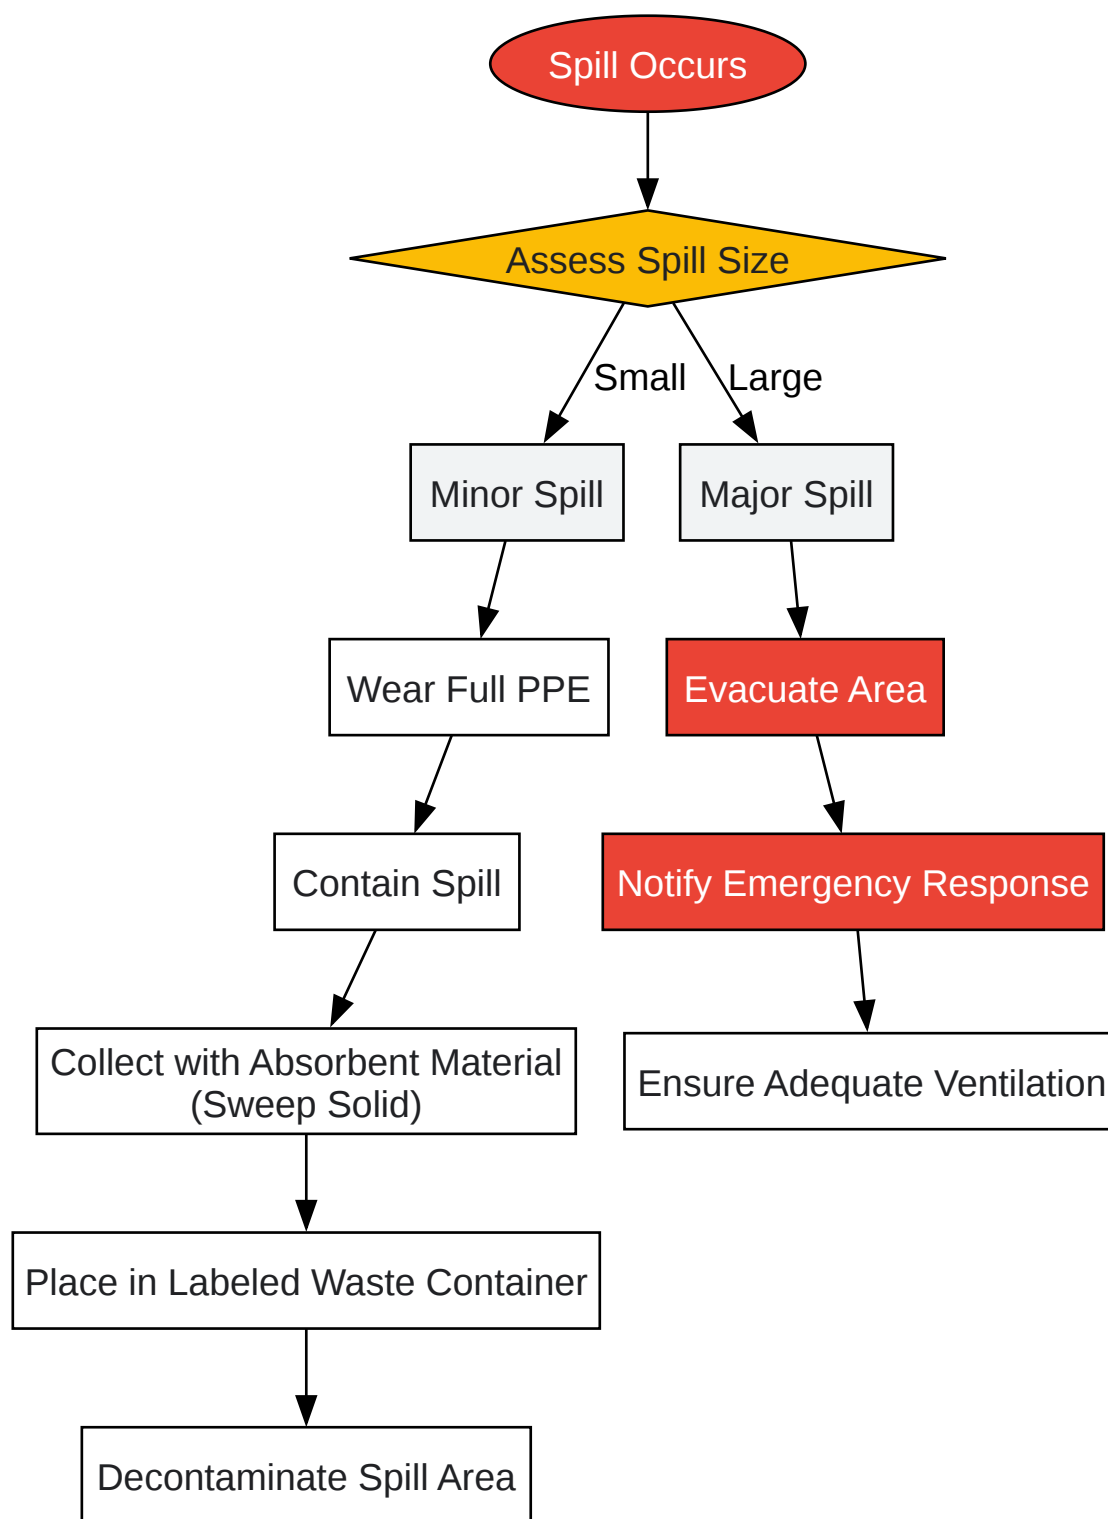 Spill Occurs
Assess Spill Size
Small
Large
Minor Spill
Major Spill
Wear Full PPE
Evacuate Area
Contain Spill
Notify Emergency Response
Collect with Absorbent Material
(Sweep Solid)
Ensure Adequate Ventilation
Place in Labeled Waste Container
Decontaminate Spill Area